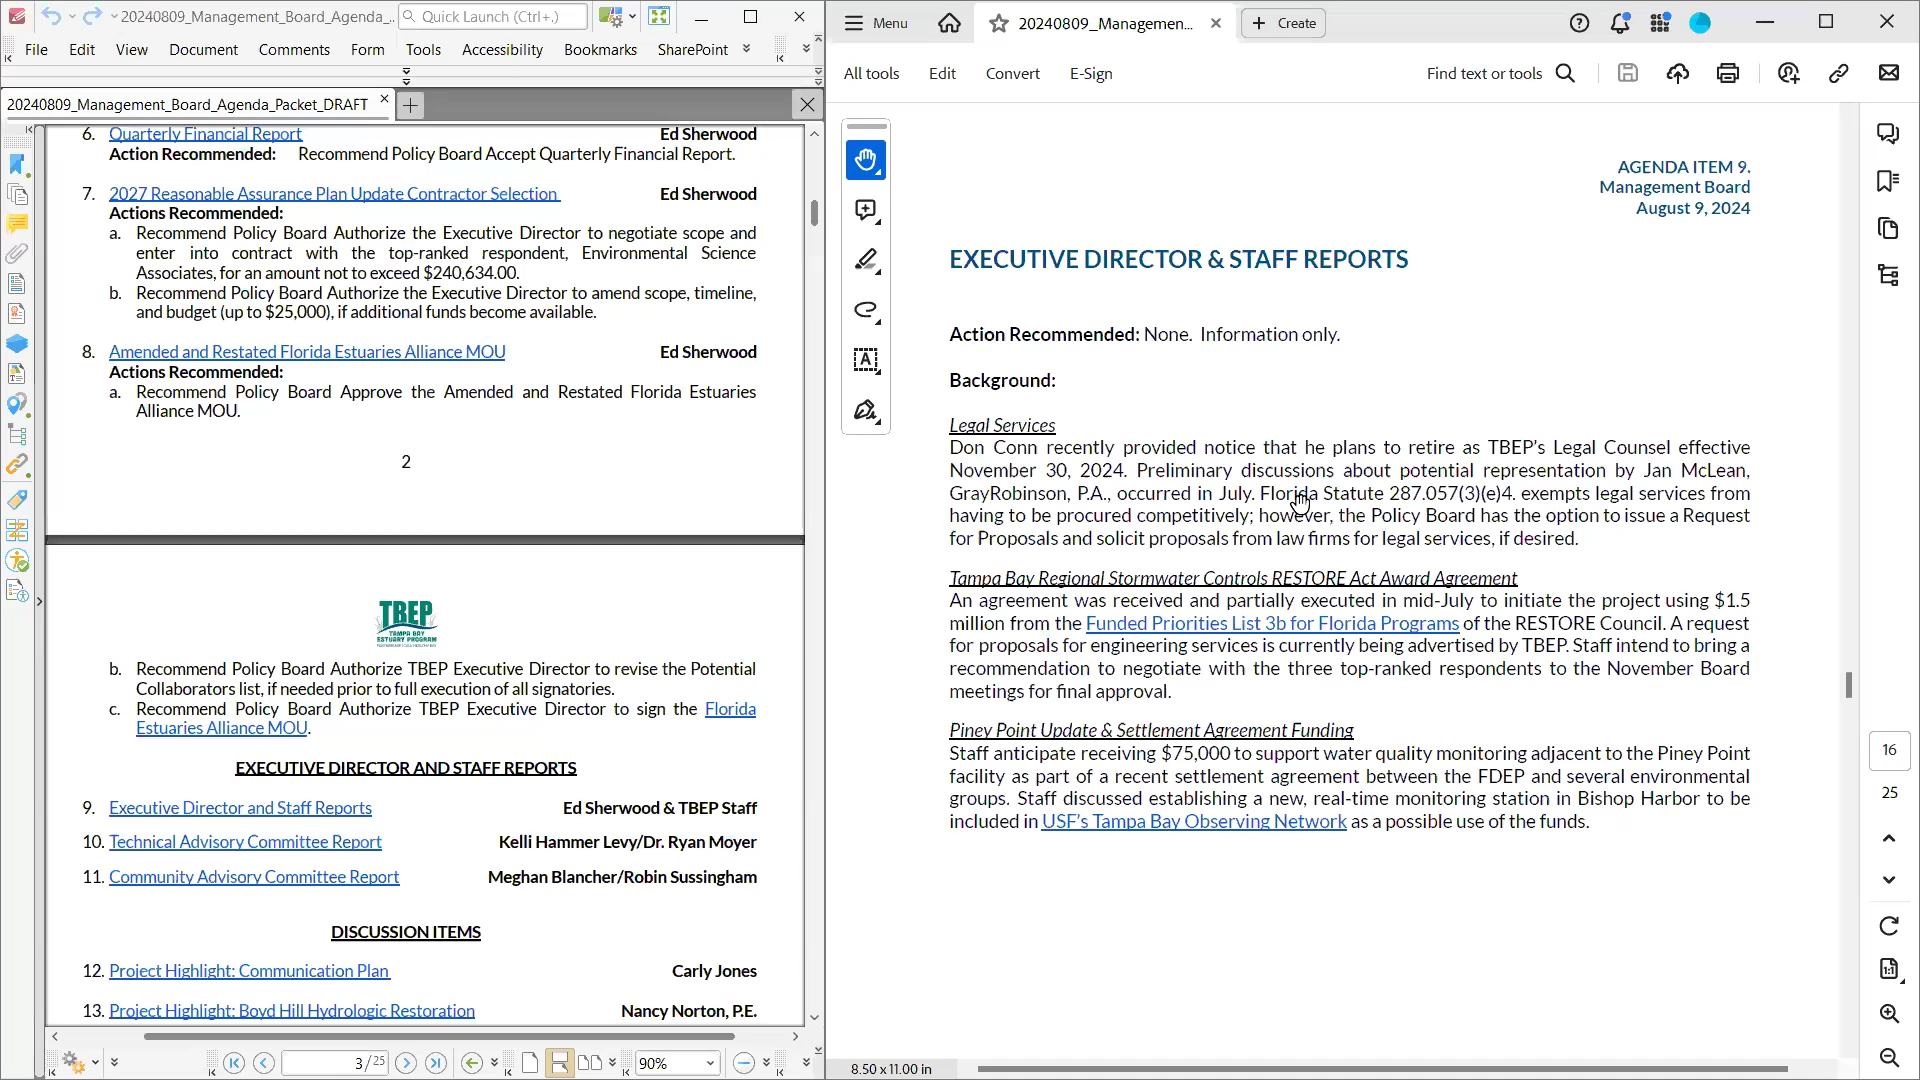 20240809_Management_Board_Agenda_...
Quick Launch (Ctrl+.)
File Edit View Document Comments Form Tools Accessibility Bookmarks SharePoint
20240809_Management_Board_Agenda_Packet_DRAFT
6. Quarterly Financial Report Ed Sherwood
Action Recommended: Recommend Policy Board Accept Quarterly Financial Report.
7. 2027 Reasonable Assurance Plan Update Contractor Selection Ed Sherwood
Actions Recommended:
a. Recommend Policy Board Authorize the Executive Director to negotiate scope and
enter into contract with the top-ranked respondent, Environmental Science
Associates, for an amount not to exceed $240,634.00.
b. Recommend Policy Board Authorize the Executive Director to amend scope, timeline,
and budget (up to $25,000), if additional funds become available.
8. Amended and Restated Florida Estuaries Alliance MOU Ed Sherwood
Actions Recommended:
a. Recommend Policy Board Approve the Amended and Restated Florida Estuaries
Alliance MOU.
2
TBEP
TAMPA BAY
ESTUARY PROGRAM
b. Recommend Policy Board Authorize TBEP Executive Director to revise the Potential
Collaborators list, if needed prior to full execution of all signatories.
c. Recommend Policy Board Authorize TBEP Executive Director to sign the Florida
Estuaries Alliance MOU.
EXECUTIVE DIRECTOR AND STAFF REPORTS
9. Executive Director and Staff Reports Ed Sherwood & TBEP Staff
10. Technical Advisory Committee Report Kelli Hammer Levy/Dr. Ryan Moyer
11. Community Advisory Committee Report Meghan Blancher/Robin Sussingham
DISCUSSION ITEMS
12. Project Highlight: Communication Plan Carly Jones
13. Project Highlight: Boyd Hill Hydrologic Restoration Nancy Norton, P.E.
3 / 25
90%
Menu
20240809_Managemen...
Create
All tools Edit Convert E-Sign
Find text or tools
AGENDA ITEM 9.
Management Board
August 9, 2024
EXECUTIVE DIRECTOR & STAFF REPORTS
Action Recommended: None. Information only.
Background:
Legal Services
Don Conn recently provided notice that he plans to retire as TBEP's Legal Counsel effective
November 30, 2024. Preliminary discussions about potential representation by Jan McLean,
GrayRobinson, P.A., occurred in July. Florida Statute 287.057(3)(e)4. exempts legal services from
having to be procured competitively; however, the Policy Board has the option to issue a Request
for Proposals and solicit proposals from law firms for legal services, if desired.
Tampa Bay Regional Stormwater Controls RESTORE Act Award Agreement
An agreement was received and partially executed in mid-July to initiate the project using $1.5
million from the Funded Priorities List 3b for Florida Programs of the RESTORE Council. A request
for proposals for engineering services is currently being advertised by TBEP. Staff intend to bring a
recommendation to negotiate with the three top-ranked respondents to the November Board
meetings for final approval.
Piney Point Update & Settlement Agreement Funding
Staff anticipate receiving $75,000 to support water quality monitoring adjacent to the Piney Point
facility as part of a recent settlement agreement between the FDEP and several environmental
groups. Staff discussed establishing a new, real-time monitoring station in Bishop Harbor to be
included in USF's Tampa Bay Observing Network as a possible use of the funds.
16
25
8.50 x 11.00 in